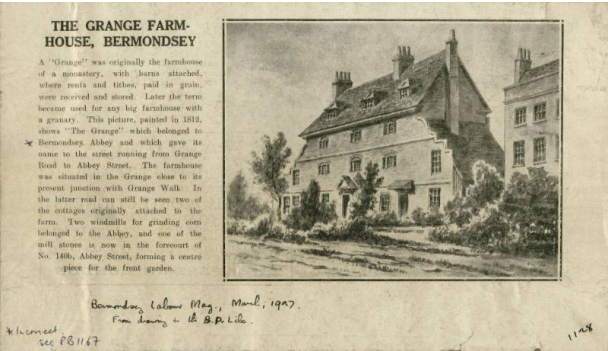 THE GRANGE FARM-
HOUSE, BERMONDSEY
A "Grange" was originally the farmhouse
of a monastery, with barns attached,
where rents and tithes, paid in grain,
were received and stored. Later the term
became used for any big farmhouse with
a granary. This picture, painted in 1812,
shows "The Grange" which belonged to
* Bermondsey Abbey and which gave its
name to the street running from Grange
Road to Abbey Street. The farmhouse
was situated in the Grange close to its
present junction with Grange Walk. In
the latter road can still be seen two of
the cottages originally attached to the
farm. Two windmills for grinding corn
belonged to the Abbey, and one of the
mill stones is now in the forecourt of
No. 140b, Abbey Street, forming a centre
piece for the front garden.
Bermondsey Labour Mag., March, 1927.
From drawing in the B.P. Lib.
* Incorrect
see PB1167
1128